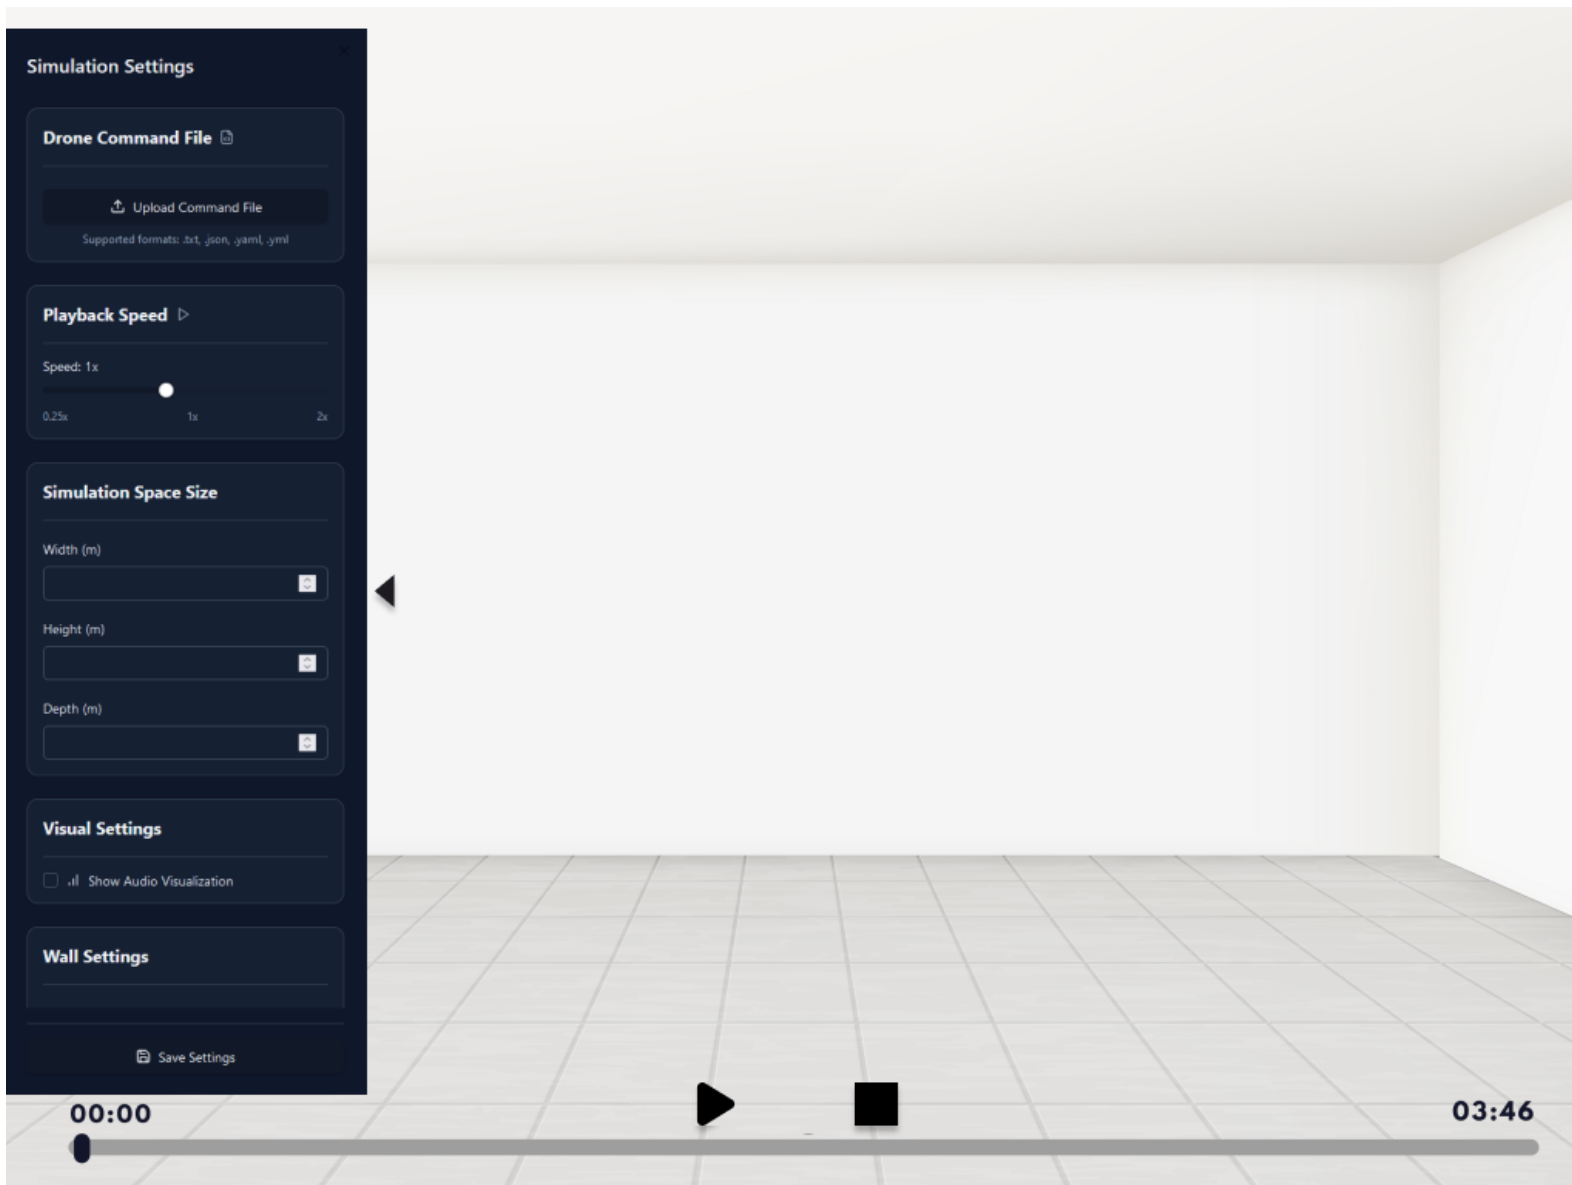 Simulation Settings
Drone Command File
Upload Command File
Supported formats: .txt, .json, .yaml, .yml
Playback Speed
Speed: 1x
0.25x 1x 2x
Simulation Space Size
Width (m)
Height (m)
Depth (m)
Visual Settings
Show Audio Visualization
Wall Settings
Save Settings
00:00 03:46